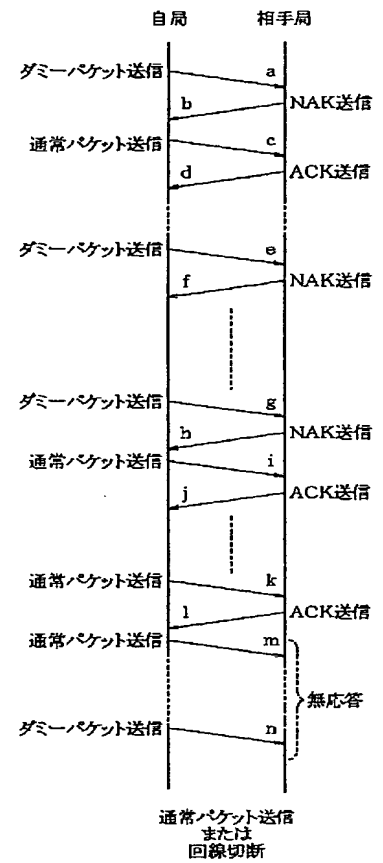 自局 相手局
ダミーパケット送信 a
b NAK送信
通常パケット送信 c
d ACK送信
ダミーパケット送信 e
f NAK送信
ダミーパケット送信 g
h NAK送信
通常パケット送信 i
j ACK送信
通常パケット送信 k
l ACK送信
通常パケット送信 m
無応答
ダミーパケット送信 n
通常パケット送信
または
回線切断